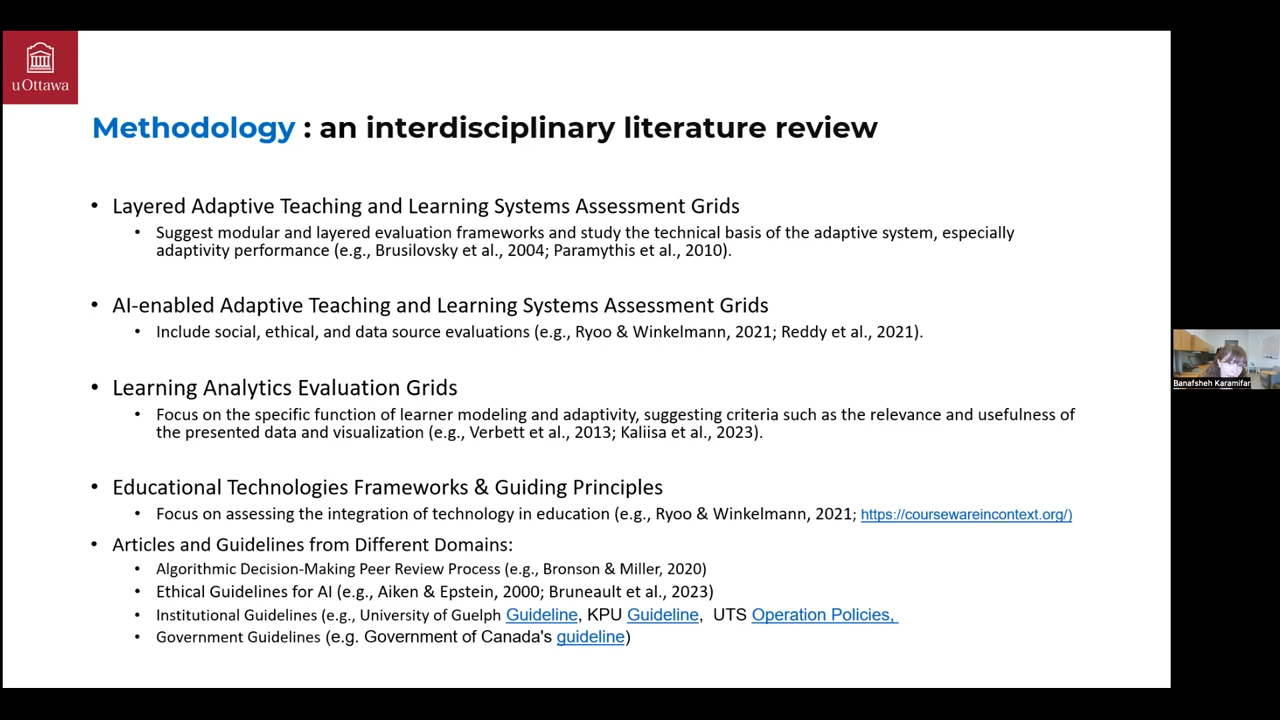 uOttawa
Methodology : an interdisciplinary literature review
• Layered Adaptive Teaching and Learning Systems Assessment Grids
• Suggest modular and layered evaluation frameworks and study the technical basis of the adaptive system, especially
adaptivity performance (e.g., Brusilovsky et al., 2004; Paramythis et al., 2010).
• AI-enabled Adaptive Teaching and Learning Systems Assessment Grids
• Include social, ethical, and data source evaluations (e.g., Ryoo & Winkelmann, 2021; Reddy et al., 2021).
• Learning Analytics Evaluation Grids
• Focus on the specific function of learner modeling and adaptivity, suggesting criteria such as the relevance and usefulness of
the presented data and visualization (e.g., Verbett et al., 2013; Kaliisa et al., 2023).
• Educational Technologies Frameworks & Guiding Principles
• Focus on assessing the integration of technology in education (e.g., Ryoo & Winkelmann, 2021; https://coursewareincontext.org/)
• Articles and Guidelines from Different Domains:
• Algorithmic Decision-Making Peer Review Process (e.g., Bronson & Miller, 2020)
• Ethical Guidelines for AI (e.g., Aiken & Epstein, 2000; Bruneault et al., 2023)
• Institutional Guidelines (e.g., University of Guelph Guideline, KPU Guideline, UTS Operation Policies,
• Government Guidelines (e.g. Government of Canada's guideline)
Banafsheh Karamifar